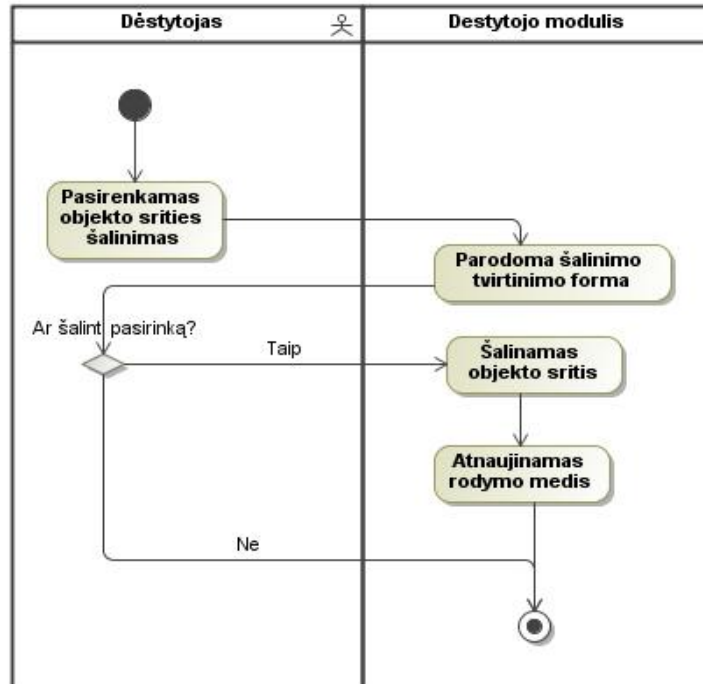 Dėstytojas
Destytojo modulis
Pasirenkamas
objekto srities
šalinimas
Parodoma šalinimo
tvirtinimo forma
Ar šalint pasirinką?
Taip
Šalinamas
objekto sritis
Atnaujinamas
rodymo medis
Ne